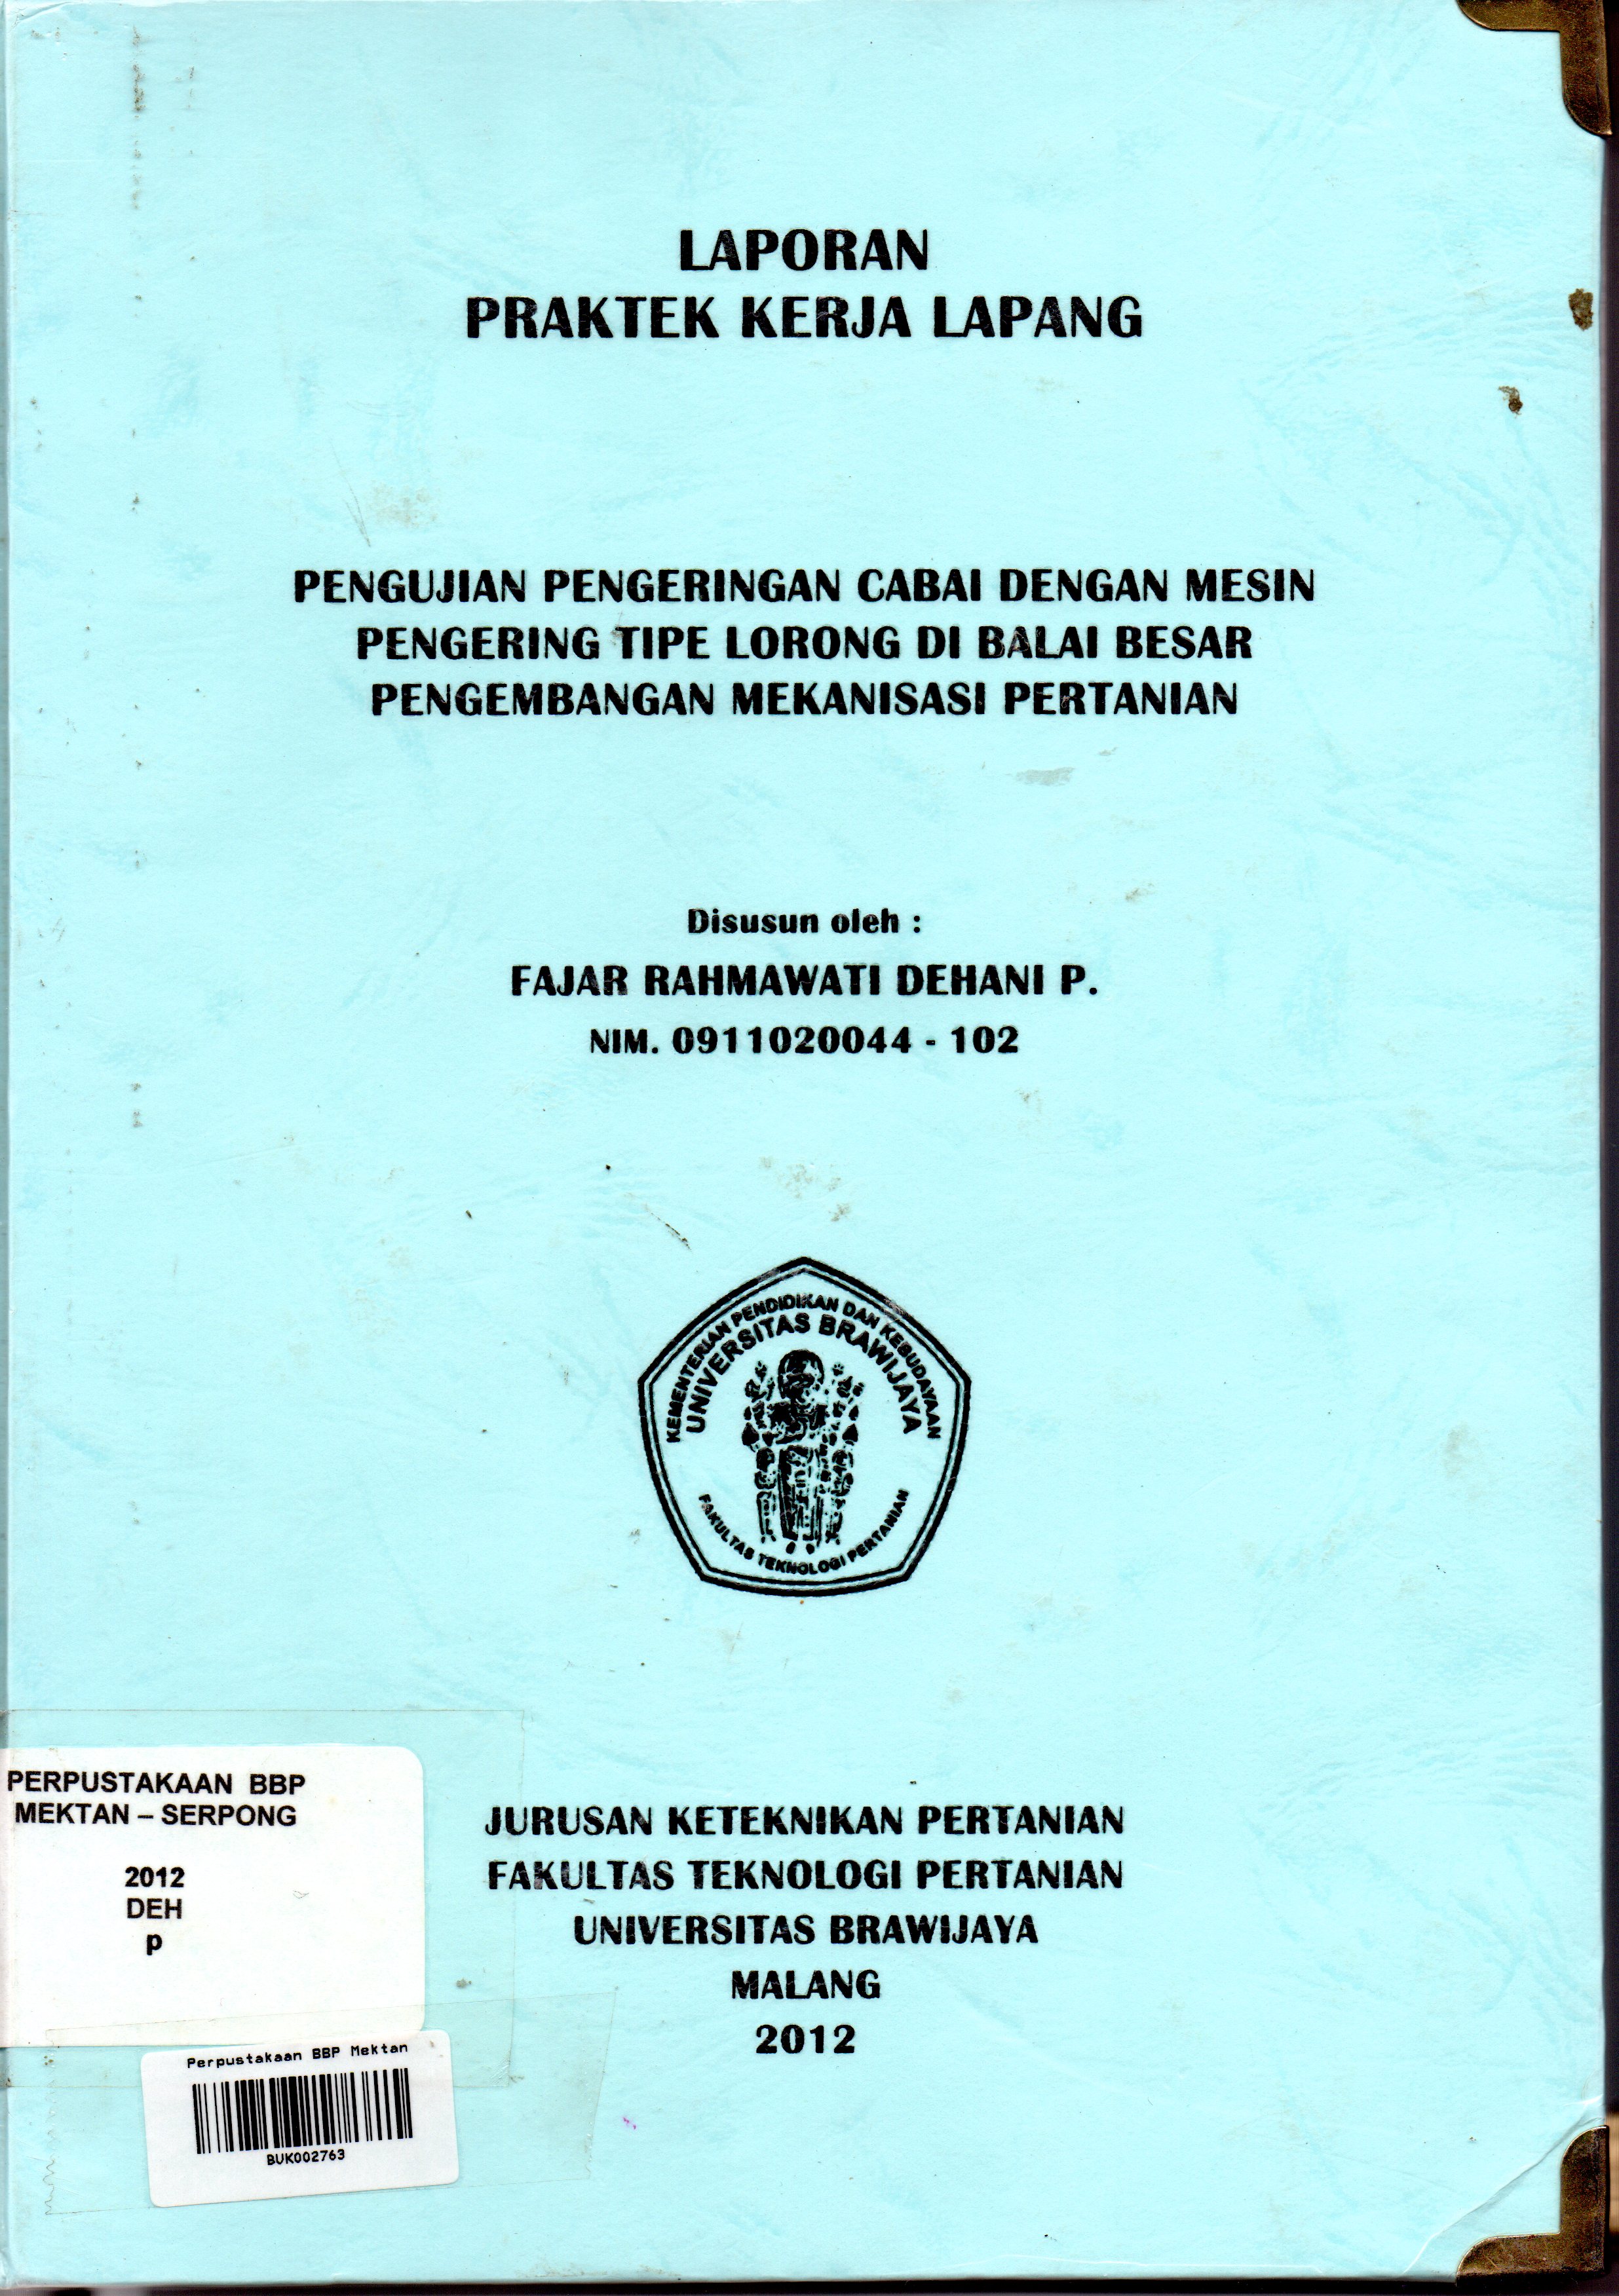 LAPORAN
PRAKTEK KERJA LAPANG
PENGUJIAN PENGERINGAN CABAI DENGAN MESIN
PENGERING TIPE LORONG DI BALAI BESAR
PENGEMBANGAN MEKANISASI PERTANIAN
Disusun oleh :
FAJAR RAHMAWATI DEHANI P.
NIM. 0911020044 - 102
KEMENTERIAN PENDIDIKAN DAN KEBUDAYAAN
UNIVERSITAS BRAWIJAYA
FAKULTAS TEKNOLOGI PERTANIAN
JURUSAN KETEKNIKAN PERTANIAN
FAKULTAS TEKNOLOGI PERTANIAN
UNIVERSITAS BRAWIJAYA
MALANG
2012
PERPUSTAKAAN BBP
MEKTAN – SERPONG
2012
DEH
p
Perpustakaan BBP Mektan
BUK002763